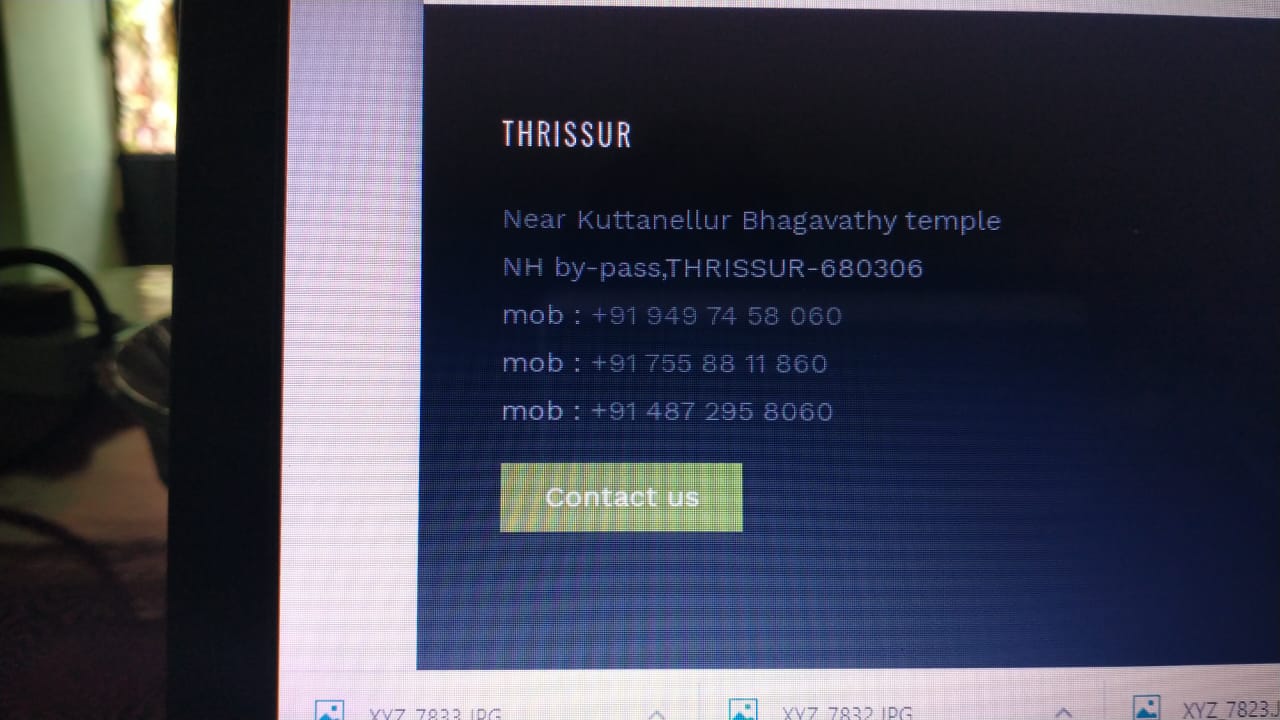 THRISSUR
Near Kuttanellur Bhagavathy temple
NH by-pass,THRISSUR-680306
mob : +91 949 74 58 060
mob : +91 755 88 11 860
mob : +91 487 295 8060
Contact us
XYZ_7833.JPG
XYZ_7832.JPG
XYZ_7823.J